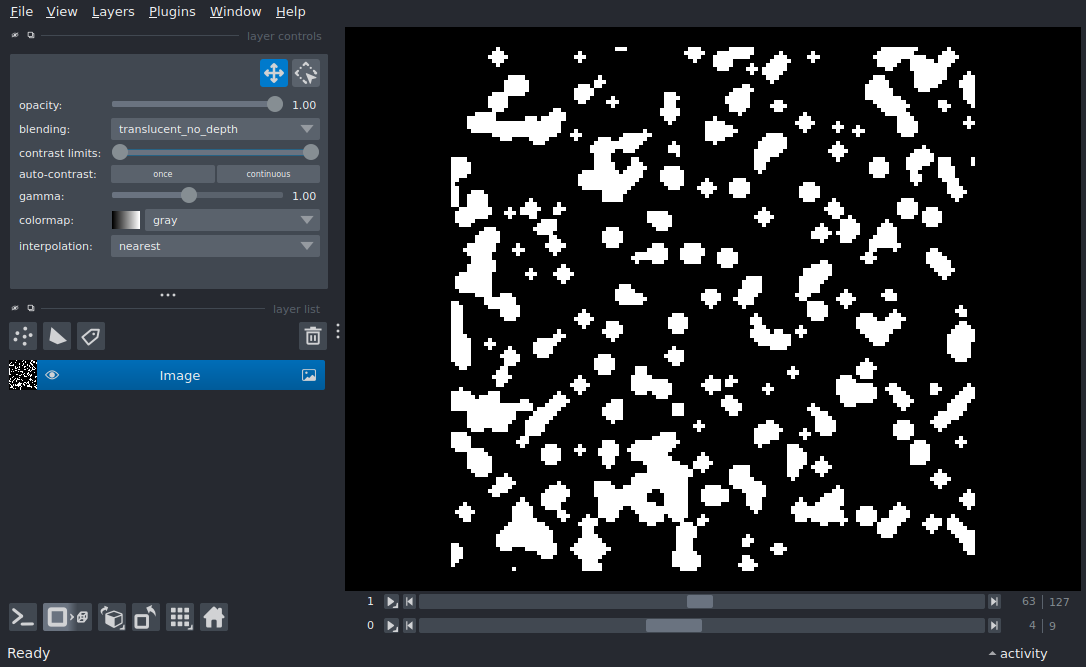 File View Layers Plugins Window Help
layer controls
opacity: 1.00
blending: translucent_no_depth
contrast limits:
auto-contrast: once continuous
gamma: 1.00
colormap: gray
interpolation: nearest
layer list
Image
1 63 | 127
0 4 | 9
Ready activity